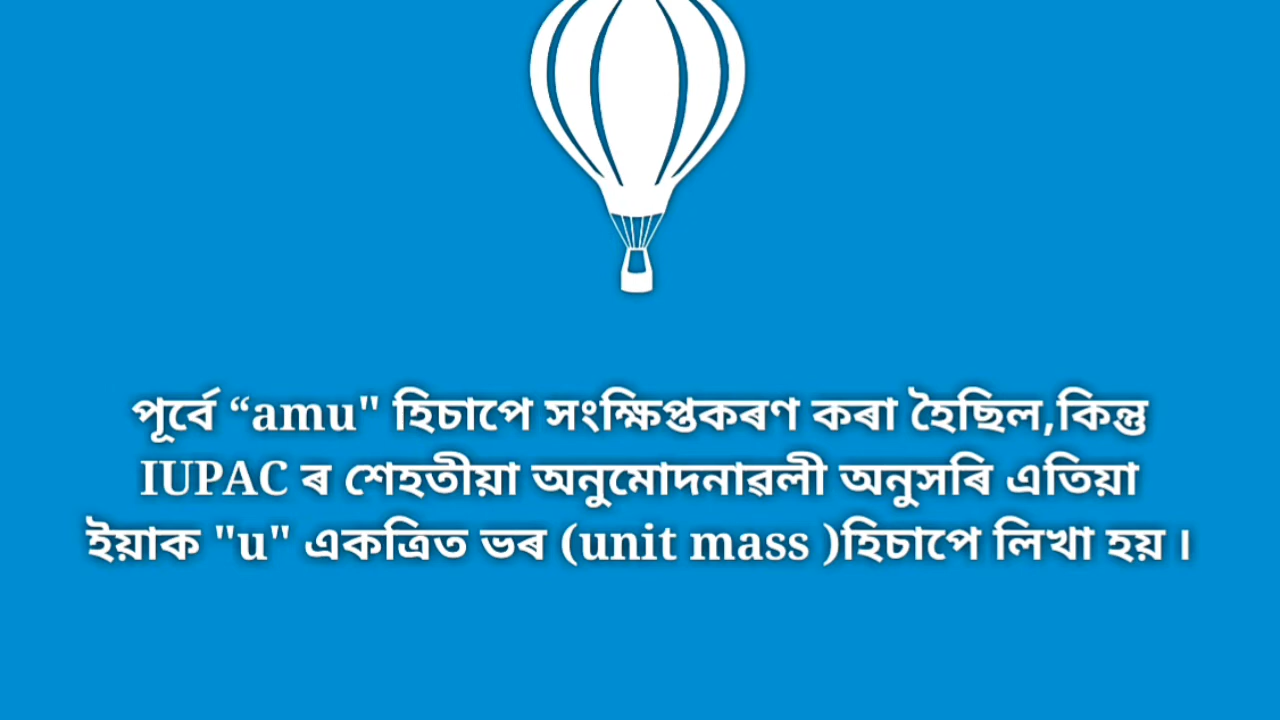 পূৰ্বে “amu" হিচাপে সংক্ষিপ্তকৰণ কৰা হৈছিল,কিন্তু
IUPAC ৰ শেহতীয়া অনুমোদনাৱলী অনুসৰি এতিয়া
ইয়াক "u" একত্ৰিত ভৰ (unit mass )হিচাপে লিখা হয় ।